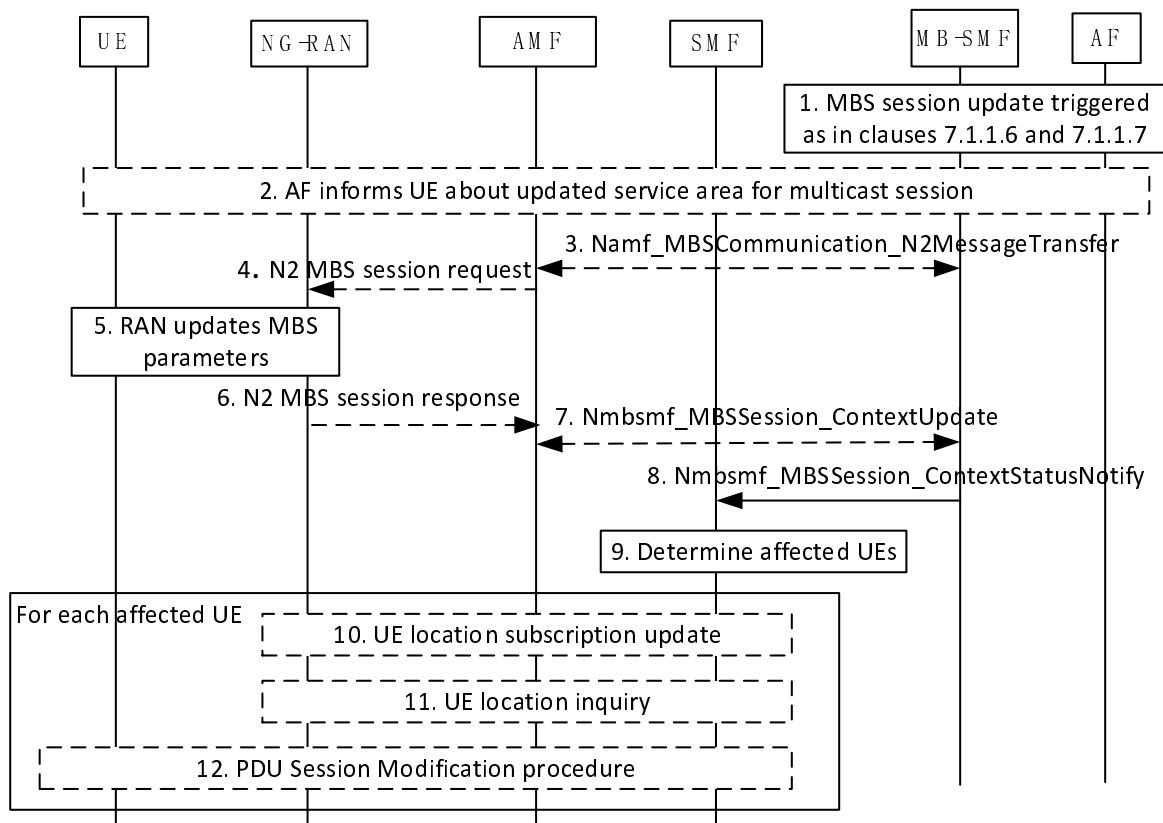 UE
NG-RAN
AMF
SMF
MB-SMF
AF
1. MBS session update triggered
as in clauses 7.1.1.6 and 7.1.1.7
2. AF informs UE about updated service area for multicast session
3. Namf_MBSCommunication_N2MessageTransfer
4. N2 MBS session request
5. RAN updates MBS
parameters
6. N2 MBS session response
7. Nmbsmf_MBSSession_ContextUpdate
8. Nmbsmf_MBSSession_ContextStatusNotify
9. Determine affected UEs
For each affected UE
10. UE location subscription update
11. UE location inquiry
12. PDU Session Modification procedure